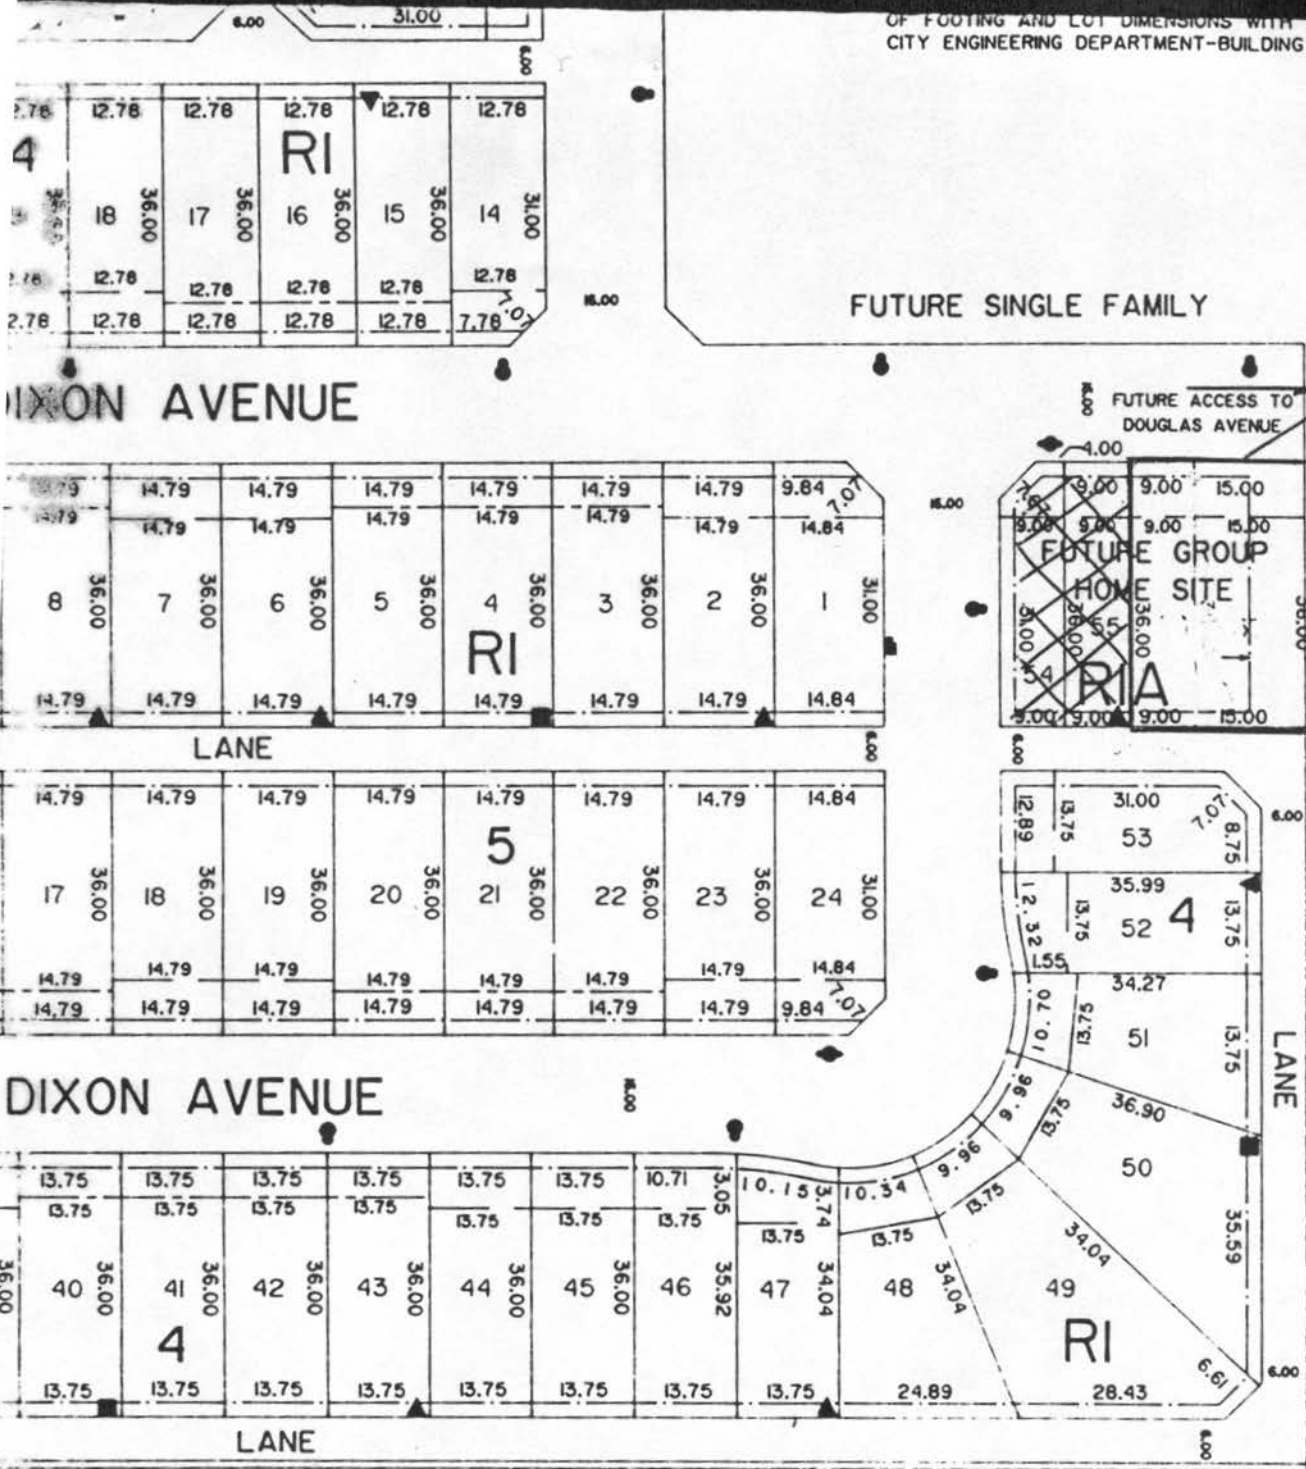 6.00
31.00
OF FOOTING AND LOT DIMENSIONS WITH
CITY ENGINEERING DEPARTMENT-BUILDING
6.00
12.78 12.78 12.78 12.78 12.78
4 R1
18 36.00 17 36.00 16 36.00 15 36.00 14 31.00
12.78 12.78 12.78 12.78 12.78
12.78 12.78 12.78 12.78 7.78 7.07
16.00
FUTURE SINGLE FAMILY
DIXON AVENUE
16.00
FUTURE ACCESS TO
DOUGLAS AVENUE
4.00
14.79 14.79 14.79 14.79 14.79 14.79 9.84 7.07
16.00
9.00 9.00 15.00
14.79 14.79 14.79 14.79 14.79 14.79 14.79 14.84
9.00 9.00 9.00 15.00
FUTURE GROUP
HOME SITE
8 36.00 7 36.00 6 36.00 5 36.00 4 36.00 3 36.00 2 36.00 1 31.00
31.00 36.00 55 36.00
R1
54 R1A
14.79 14.79 14.79 14.79 14.79 14.79 14.79 14.84
9.00 9.00 9.00 15.00
LANE
6.00 6.00
14.79 14.79 14.79 14.79 14.79 14.79 14.79 14.84
12.89 13.75 31.00 7.07 8.75 6.00
5
53
17 36.00 18 36.00 19 36.00 20 36.00 21 36.00 22 36.00 23 36.00 24 31.00
35.99
12.32 13.75 52 4 13.75
1.55
14.79 14.79 14.79 14.79 14.79 14.79 14.79 14.84
34.27
14.79 14.79 14.79 14.79 14.79 14.79 14.79 9.84 7.07
10.70 13.75 51 13.75
LANE
DIXON AVENUE
16.00
9.96 13.75 36.90
50
13.75 13.75 13.75 13.75 13.75 13.75 10.71 3.05 10.15 3.74 10.34 9.96 13.75
13.75 13.75 13.75 13.75 13.75 13.75 13.75 13.75 13.75
34.04 35.59
36.00 40 36.00 41 36.00 42 36.00 43 36.00 44 36.00 45 36.00 46 35.92 47 34.04 48 34.04 49
4 R1
6.61 6.00
13.75 13.75 13.75 13.75 13.75 13.75 13.75 13.75 24.89 28.43
LANE
6.00